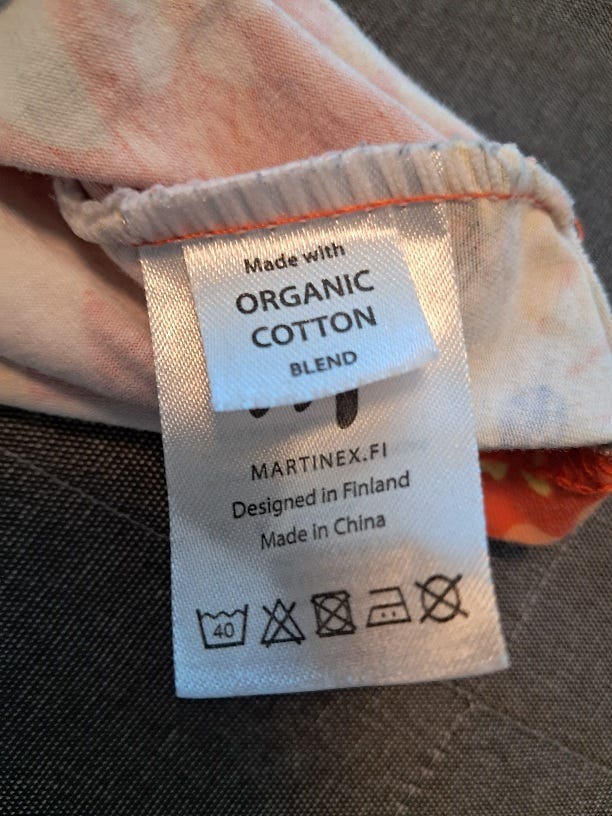 Made with
ORGANIC
COTTON
BLEND
MARTINEX.FI
Designed in Finland
Made in China
40